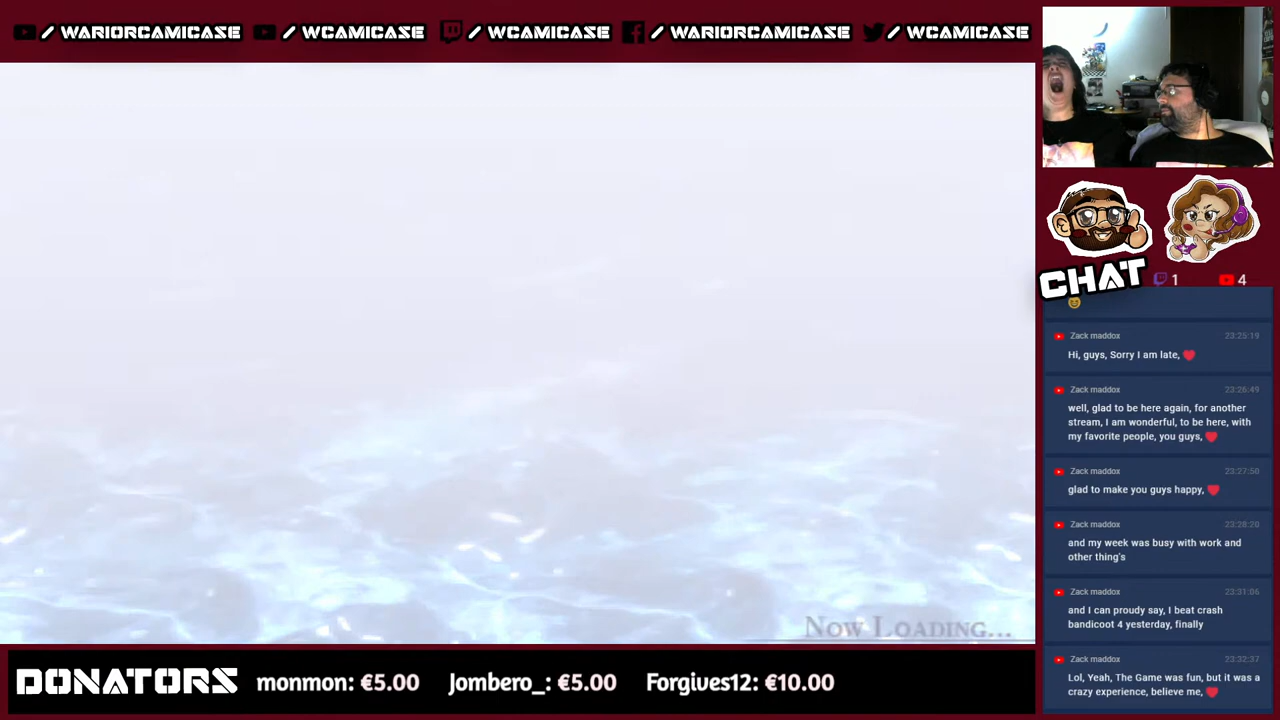 / WARIORCAMICASE / WCAMICASE / WCAMICASE / WARIORCAMICASE / WCAMICASE
CHAT 1 4
Zack maddox 23:25:19
Hi, guys, Sorry I am late,
Zack maddox 23:26:49
well, glad to be here again, for another
stream, I am wonderful, to be here, with
my favorite people, you guys,
Zack maddox 23:27:50
glad to make you guys happy,
Zack maddox 23:28:20
and my week was busy with work and
other thing's
Zack maddox 23:31:06
and I can proudy say, I beat crash
bandicoot 4 yesterday, finally
Zack maddox 23:32:37
Lol, Yeah, The Game was fun, but it was a
crazy experience, believe me,
Now Loading...
DONATORS monmon: €5.00 Jombero_: €5.00 Forgives12: €10.00